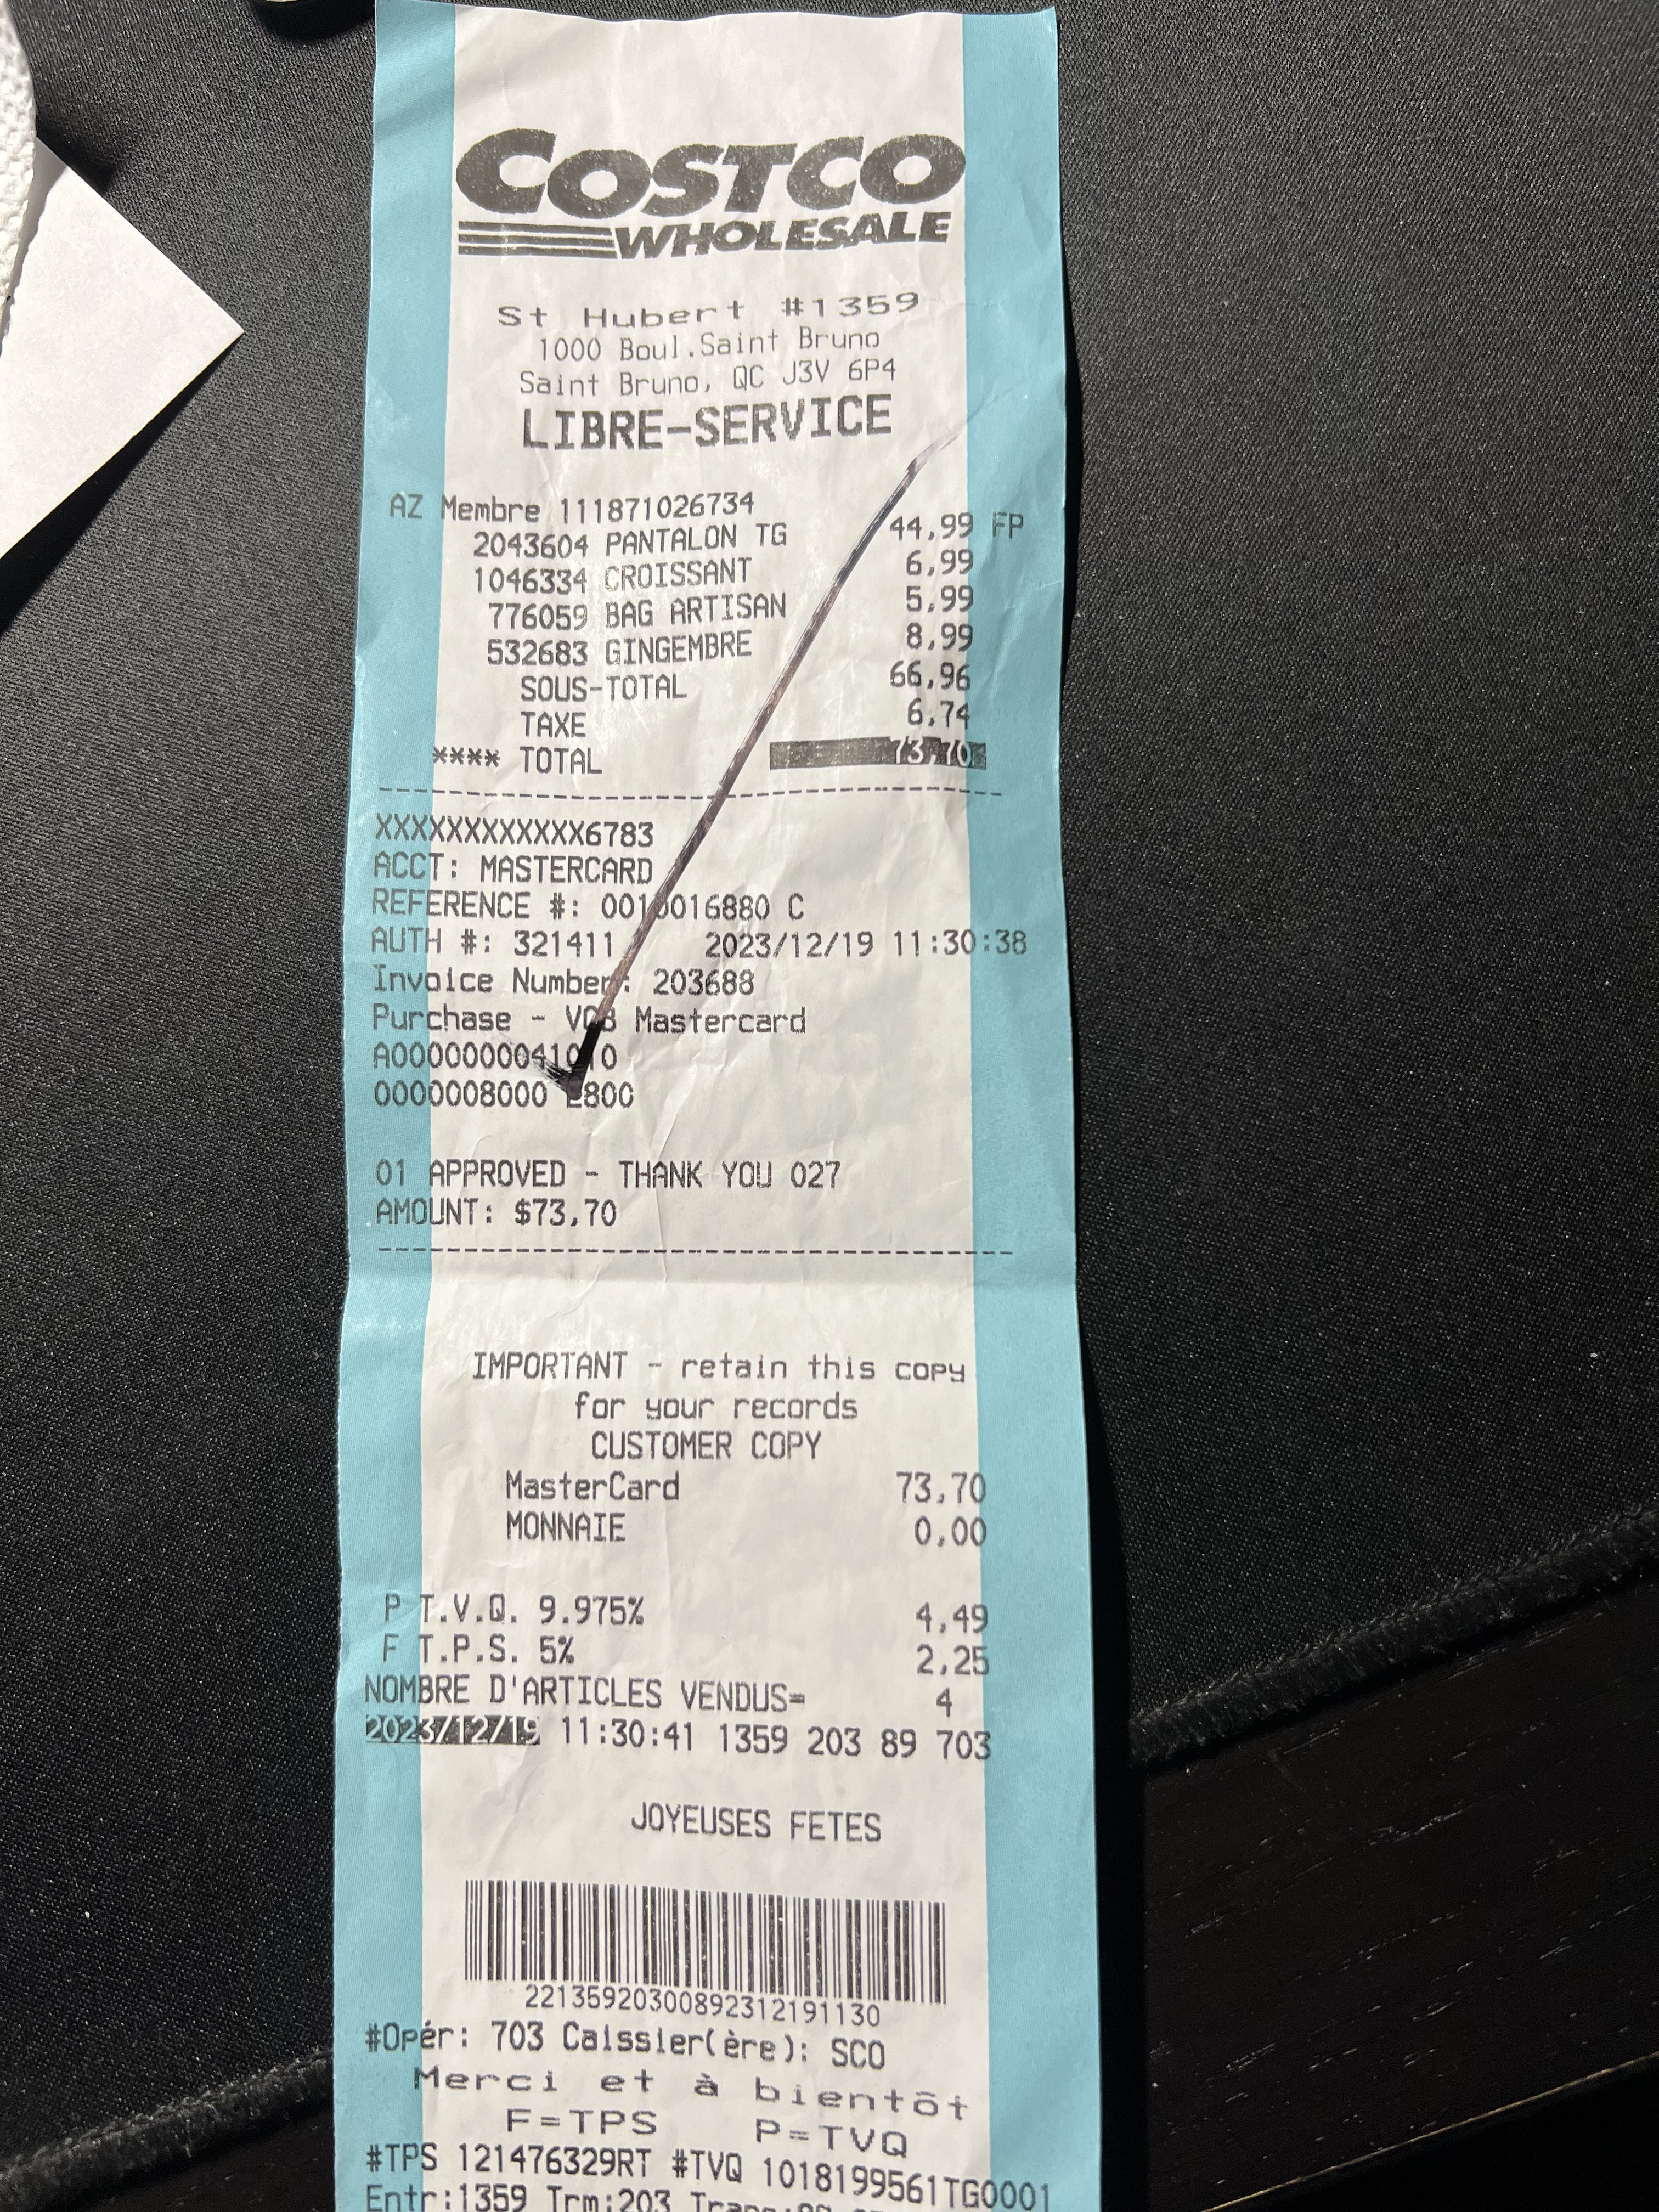 COSTCO
WHOLESALE
St Hubert #1359
1000 Boul.Saint Bruno
Saint Bruno, QC J3V 6P4
LIBRE-SERVICE
AZ Membre 111871026734
2043604 PANTALON TG 44,99 FP
1046334 CROISSANT 6,99
776059 BAG ARTISAN 5,99
532683 GINGEMBRE 8,99
SOUS-TOTAL 66,96
TAXE 6,74
**** TOTAL 73,70
XXXXXXXXXXXX6783
ACCT: MASTERCARD
REFERENCE #: 0010016880 C
AUTH #: 321411 2023/12/19 11:30:38
Invoice Number: 203688
Purchase - Mastercard
A0000000041010
0000008000 E800
01 APPROVED - THANK YOU 027
AMOUNT: $73,70
IMPORTANT - retain this copy
for your records
CUSTOMER COPY
MasterCard 73,70
MONNAIE 0,00
P T.V.Q. 9.975% 4,49
F T.P.S. 5% 2,25
NOMBRE D'ARTICLES VENDUS= 4
2023/12/19 11:30:41 1359 203 89 703
JOYEUSES FETES
22135920300892312191130
#Opér: 703 Caissier(ère): SCO
Merci et à bientôt
F=TPS P=TVQ
#TPS 121476329RT #TVQ 1018199561TG0001
Entr:1359 Trm:203